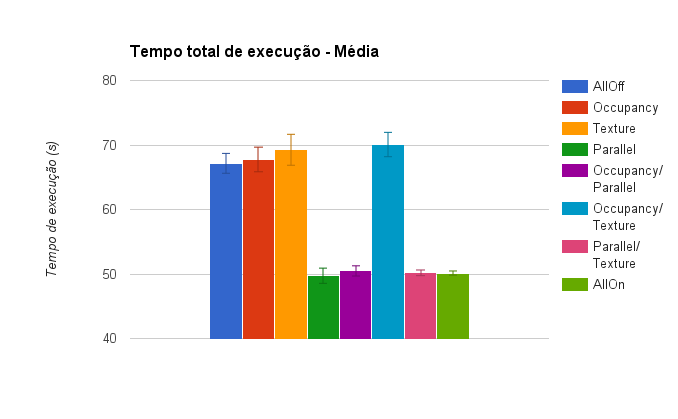 Tempo total de execução - Média
80
70
60
50
40
Tempo de execução (s)
AllOff
Occupancy
Texture
Parallel
Occupancy/
Parallel
Occupancy/
Texture
Parallel/
Texture
AllOn